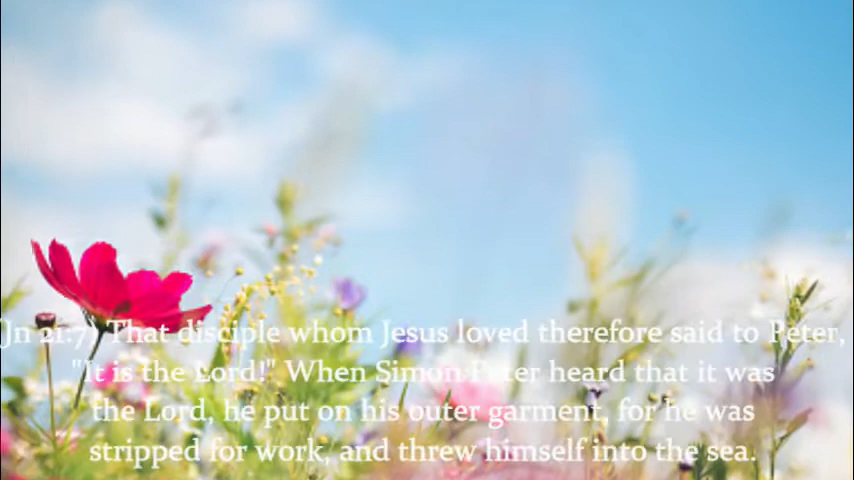 (Jn 21:7) That disciple whom Jesus loved therefore said to Peter,
"It is the Lord!" When Simon Peter heard that it was
the Lord, he put on his outer garment, for he was
stripped for work, and threw himself into the sea.